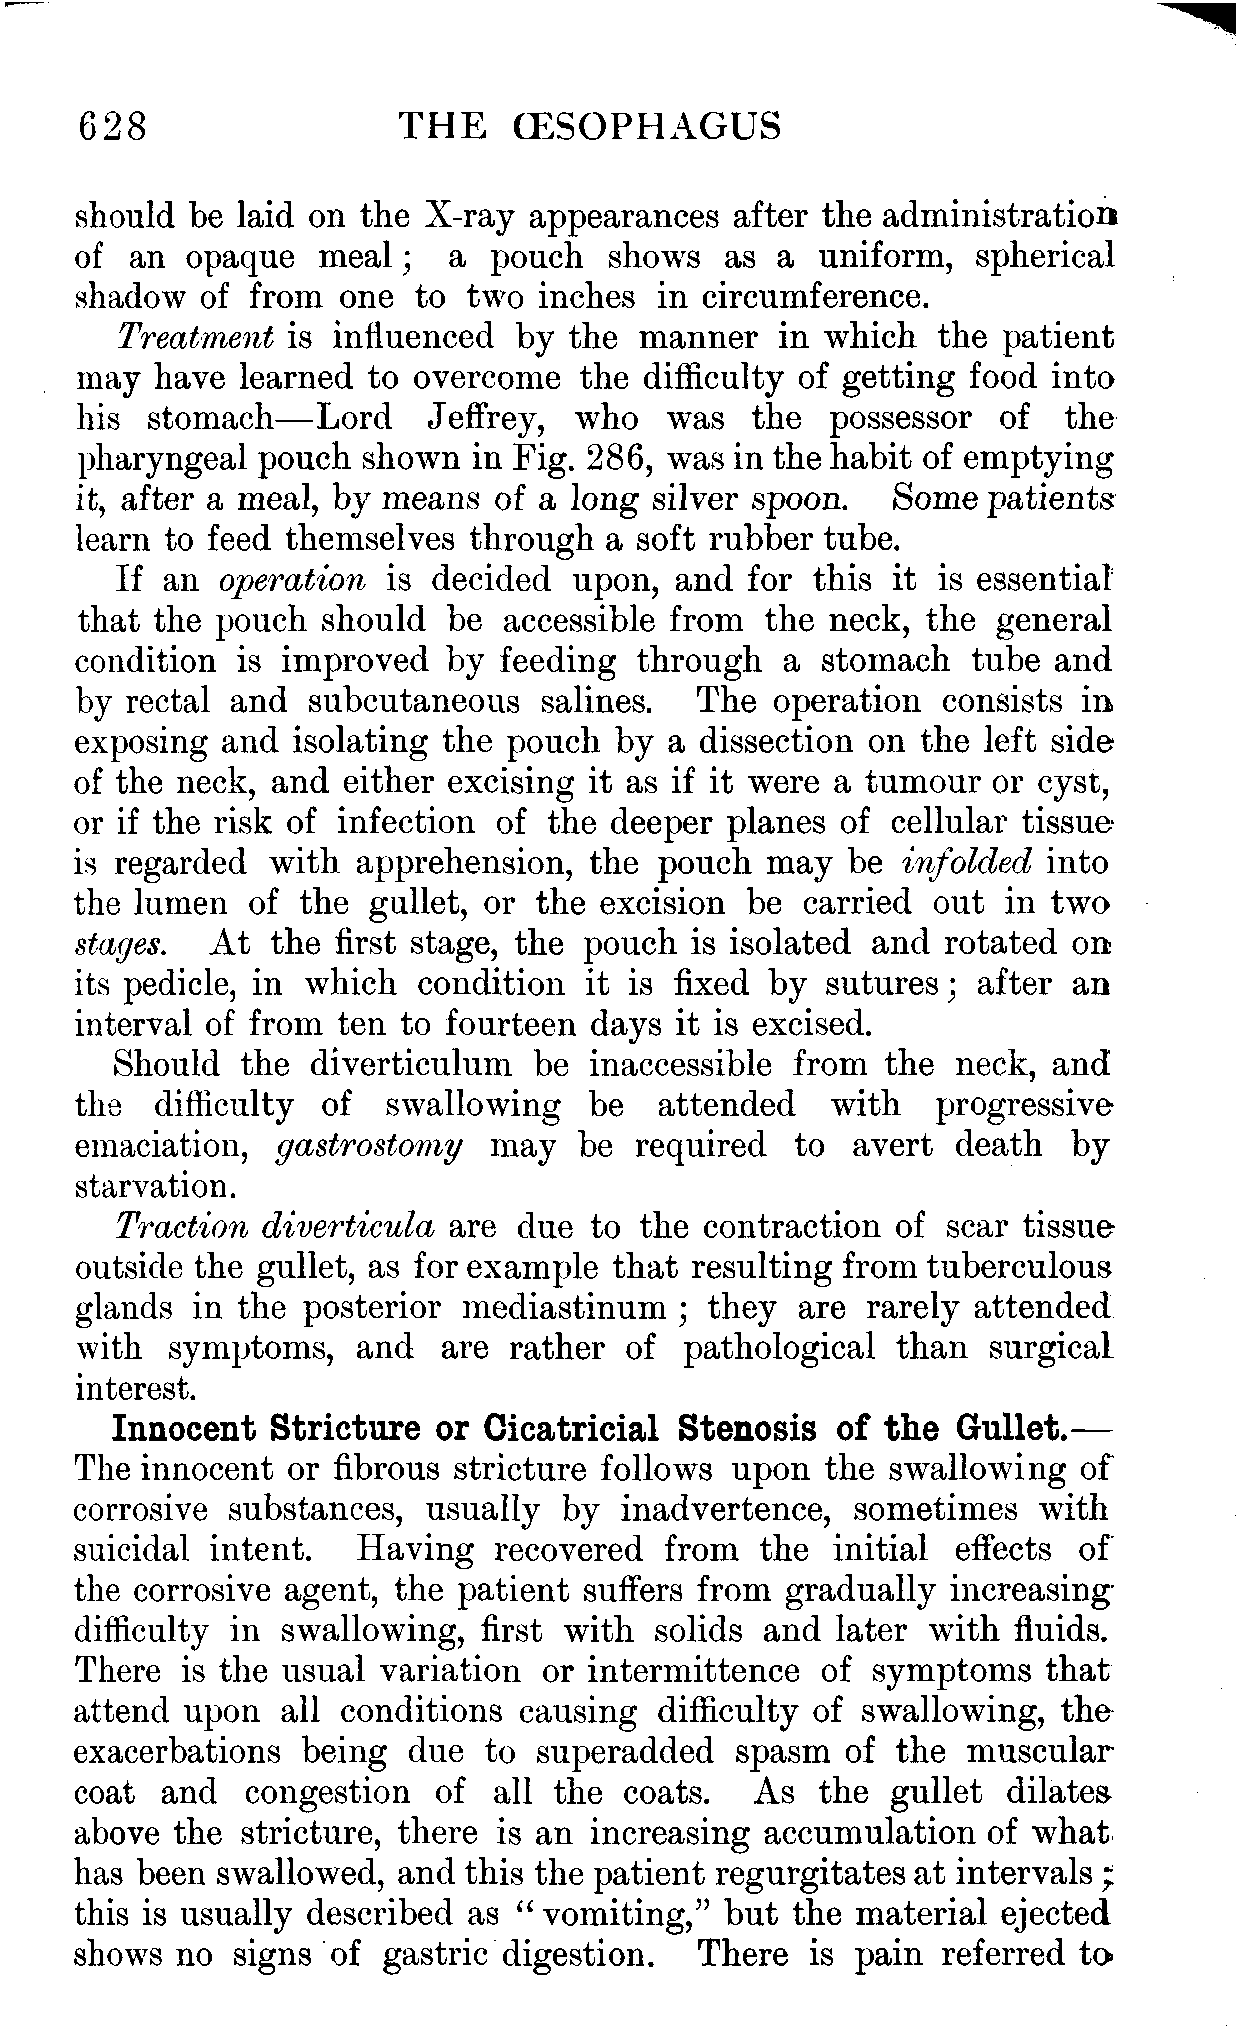 628 THE ŒSOPHAGUS
should be laid on the X-ray appearances after the administration
of an opaque meal ; a pouch shows as a uniform, spherical
shadow of from one to two inches in circumference.
Treatment is influenced by the manner in which the patient
may have learned to overcome the difficulty of getting food into
his stomach—Lord Jeffrey, who was the possessor of the
pharyngeal pouch shown in Fig. 286, was in the habit of emptying
it, after a meal, by means of a long silver spoon. Some patients
learn to feed themselves through a soft rubber tube.
If an operation is decided upon, and for this it is essential
that the pouch should be accessible from the neck, the general
condition is improved by feeding through a stomach tube and
by rectal and subcutaneous salines. The operation consists in
exposing and isolating the pouch by a dissection on the left side
of the neck, and either excising it as if it were a tumour or cyst,
or if the risk of infection of the deeper planes of cellular tissue
is regarded with apprehension, the pouch may be infolded into
the lumen of the gullet, or the excision be carried out in two
stages. At the first stage, the pouch is isolated and rotated on
its pedicle, in which condition it is fixed by sutures ; after an
interval of from ten to fourteen days it is excised.
Should the diverticulum be inaccessible from the neck, and
the difficulty of swallowing be attended with progressive
emaciation, gastrostomy may be required to avert death by
starvation.
Traction diverticula are due to the contraction of scar tissue
outside the gullet, as for example that resulting from tuberculous
glands in the posterior mediastinum ; they are rarely attended
with symptoms, and are rather of pathological than surgical
interest.
Innocent Stricture or Cicatricial Stenosis of the Gullet.—
The innocent or fibrous stricture follows upon the swallowing of
corrosive substances, usually by inadvertence, sometimes with
suicidal intent. Having recovered from the initial effects of
the corrosive agent, the patient suffers from gradually increasing
difficulty in swallowing, first with solids and later with fluids.
There is the usual variation or intermittence of symptoms that
attend upon all conditions causing difficulty of swallowing, the
exacerbations being due to superadded spasm of the muscular
coat and congestion of all the coats. As the gullet dilates
above the stricture, there is an increasing accumulation of what
has been swallowed, and this the patient regurgitates at intervals ;
this is usually described as “ vomiting,” but the material ejected
shows no signs of gastric digestion. There is pain referred to